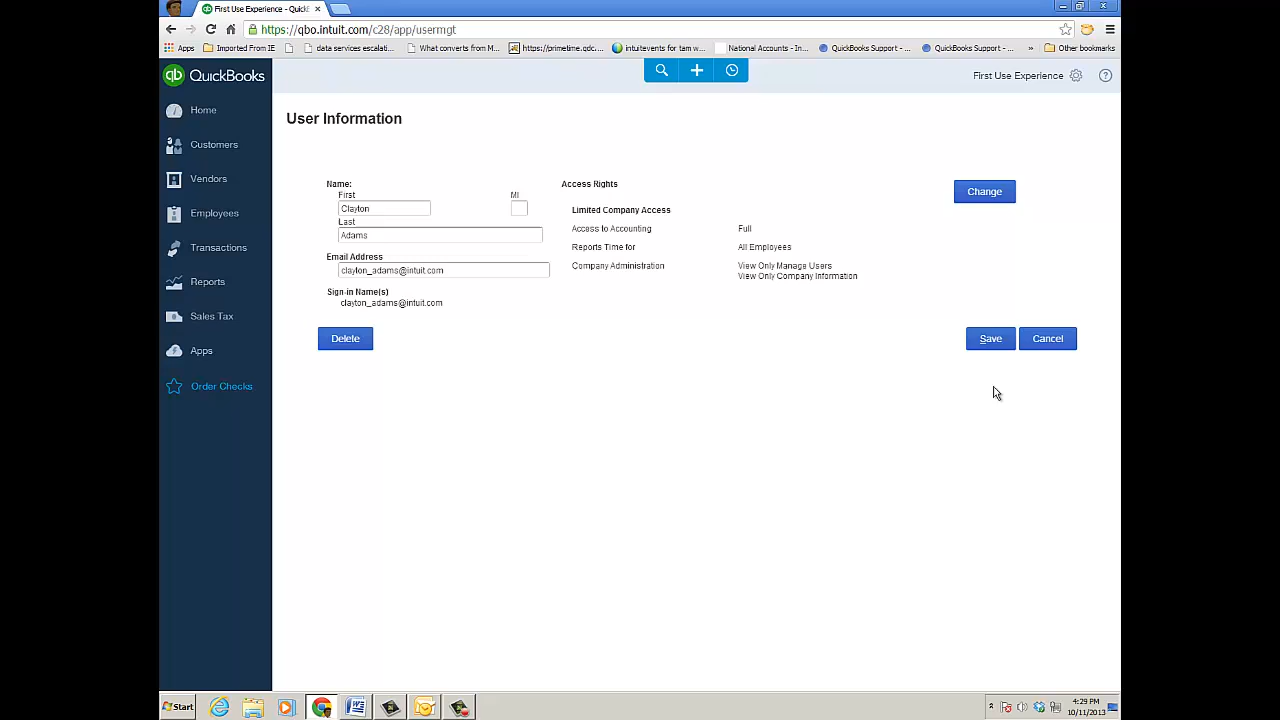 First Use Experience - Quick
https://qbo.intuit.com/c28/app/usermgt
Apps
Imported From IE
data services escalati...
What converts from M...
https://primetime.qdc....
intuitevents for tam w...
National Accounts - In...
QuickBooks Support - ...
QuickBooks Support - ...
»
Other bookmarks
qb QuickBooks
First Use Experience
?
Home
Customers
Vendors
Employees
Transactions
Reports
Sales Tax
Apps
Order Checks
User Information
Name:
First
MI
Clayton
Last
Adams
Email Address
clayton_adams@intuit.com
Sign-in Name(s)
clayton_adams@intuit.com
Access Rights
Change
Limited Company Access
Access to Accounting Full
Reports Time for All Employees
Company Administration View Only Manage Users
View Only Company Information
Delete
Save
Cancel
Start
4:29 PM
10/11/2013